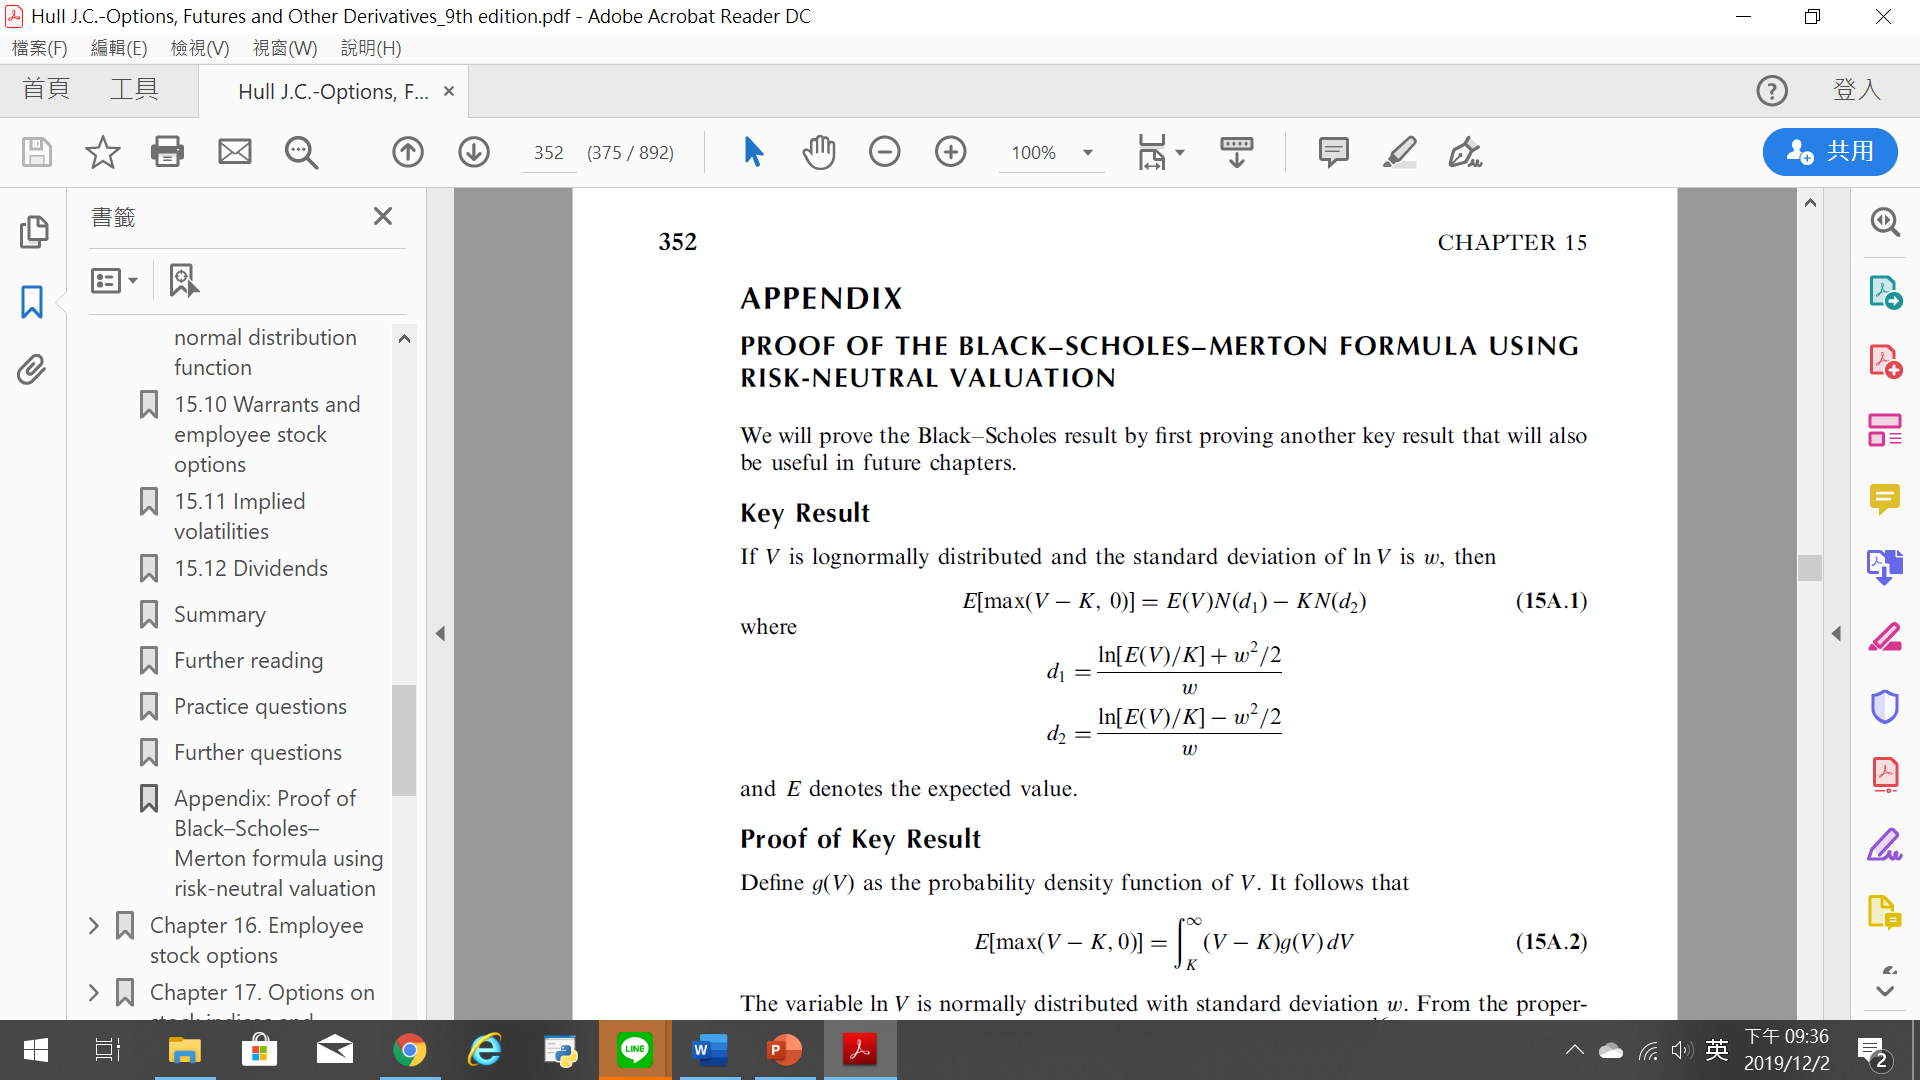 Hull J.C.-Options, Futures and Other Derivatives_9th edition.pdf - Adobe Acrobat Reader DC
檔案(F) 編輯(E) 檢視(V) 視窗(W) 說明(H)
首頁 工具 Hull J.C.-Options, F... × 登入
352 (375 / 892) 100% 共用
書籤
normal distribution
function
15.10 Warrants and
employee stock
options
15.11 Implied
volatilities
15.12 Dividends
Summary
Further reading
Practice questions
Further questions
Appendix: Proof of
Black–Scholes–
Merton formula using
risk-neutral valuation
Chapter 16. Employee
stock options
Chapter 17. Options on
stock indices and
352 CHAPTER 15
APPENDIX
PROOF OF THE BLACK–SCHOLES–MERTON FORMULA USING
RISK-NEUTRAL VALUATION
We will prove the Black–Scholes result by first proving another key result that will also
be useful in future chapters.
Key Result
If V is lognormally distributed and the standard deviation of ln V is w, then
E[max(V − K, 0)] = E(V)N(d₁) − KN(d₂) (15A.1)
where
d₁ = ln[E(V)/K] + w²/2
w
d₂ = ln[E(V)/K] − w²/2
w
and E denotes the expected value.
Proof of Key Result
Define g(V) as the probability density function of V. It follows that
E[max(V − K, 0)] = ∫_K^∞ (V − K)g(V) dV (15A.2)
The variable ln V is normally distributed with standard deviation w. From the proper-
LINE
英
下午 09:36
2019/12/2
2